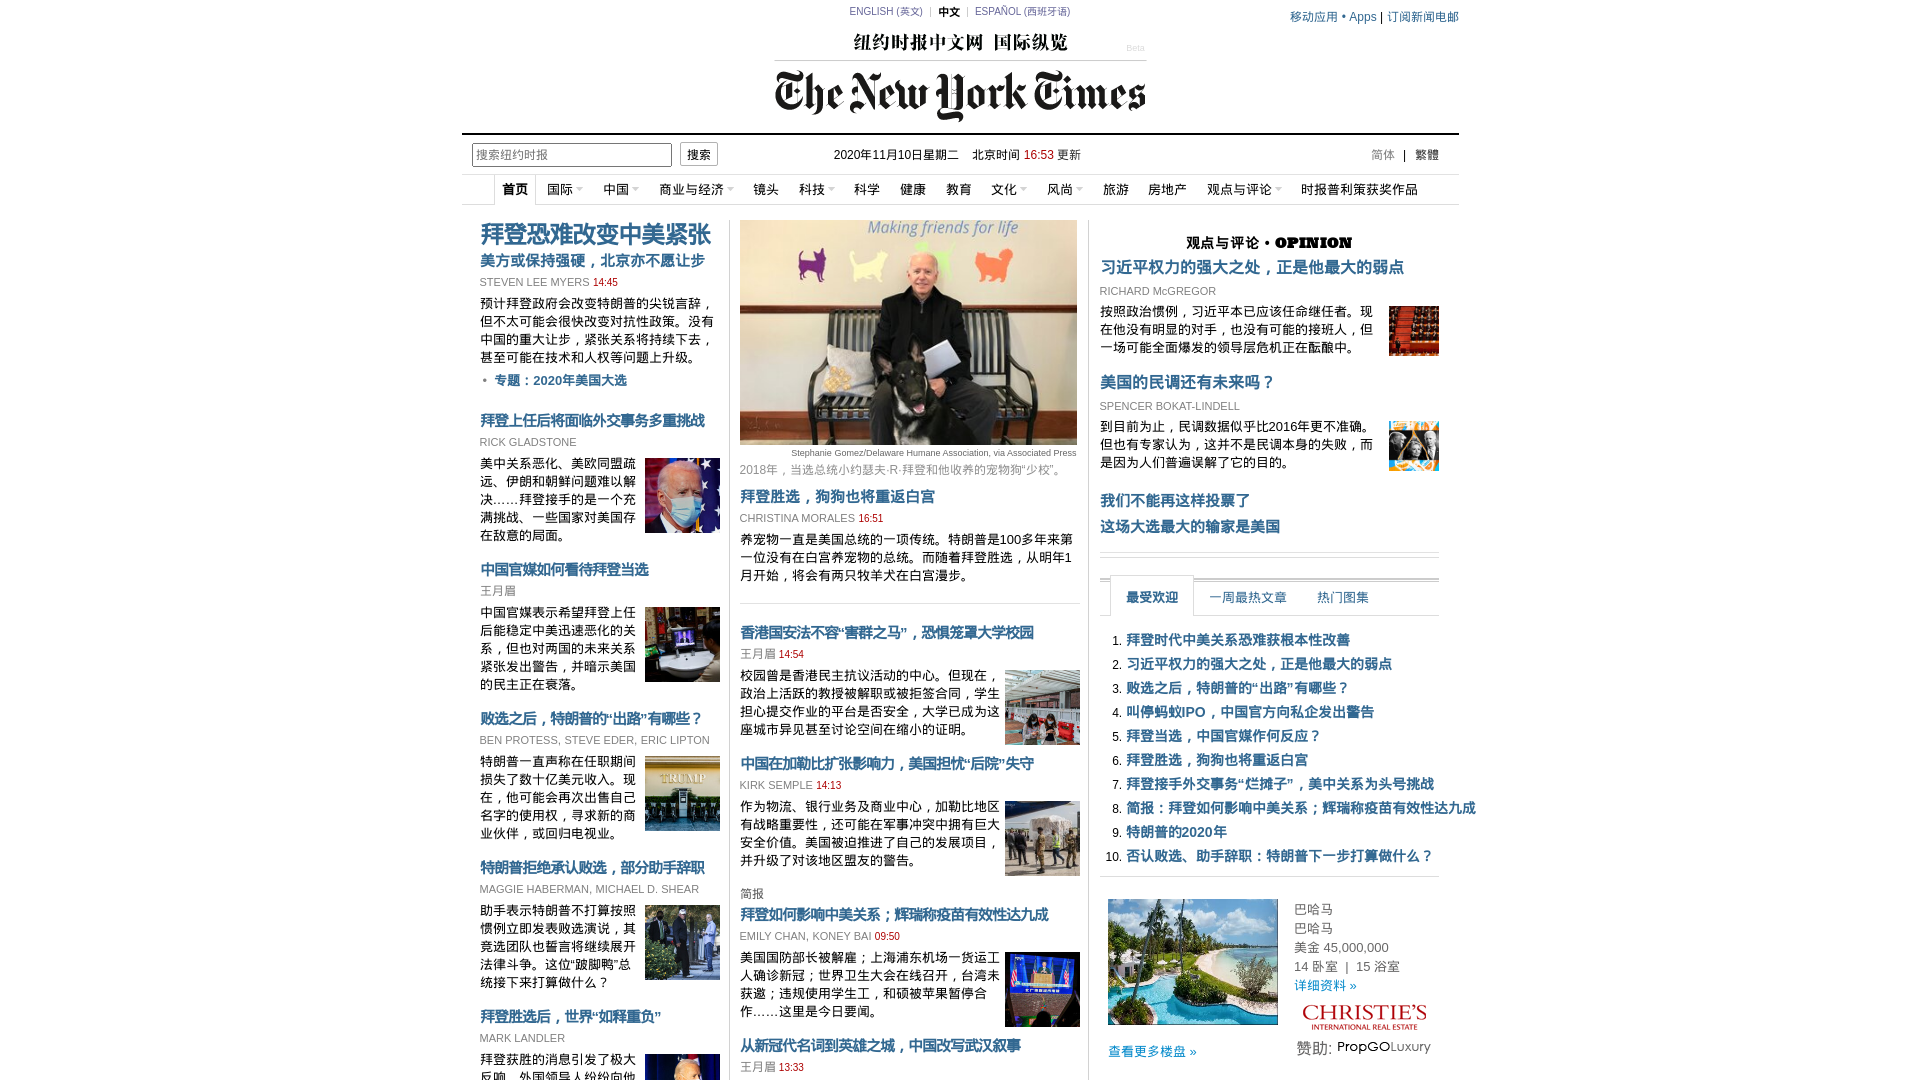 ENGLISH (英文) | 中文 | ESPAÑOL (西班牙语)
移动应用 • Apps | 订阅新闻电邮
纽约时报中文网 国际纵览
Beta
The New York Times
搜索纽约时报
搜索
2020年11月10日星期二 北京时间 16:53 更新
简体 | 繁體
首页 国际 中国 商业与经济 镜头 科技 科学 健康 教育 文化 风尚 旅游 房地产 观点与评论 时报普利策获奖作品
拜登恐难改变中美紧张
美方或保持强硬，北京亦不愿让步
STEVEN LEE MYERS 14:45
预计拜登政府会改变特朗普的尖锐言辞，
但不太可能会很快改变对抗性政策。没有
中国的重大让步，紧张关系将持续下去，
甚至可能在技术和人权等问题上升级。
• 专题：2020年美国大选
拜登上任后将面临外交事务多重挑战
RICK GLADSTONE
美中关系恶化、美欧同盟疏
远、伊朗和朝鲜问题难以解
决……拜登接手的是一个充
满挑战、一些国家对美国存
在敌意的局面。
中国官媒如何看待拜登当选
王月眉
中国官媒表示希望拜登上任
后能稳定中美迅速恶化的关
系，但也对两国的未来关系
紧张发出警告，并暗示美国
的民主正在衰落。
败选之后，特朗普的“出路”有哪些？
BEN PROTESS, STEVE EDER, ERIC LIPTON
特朗普一直声称在任职期间
损失了数十亿美元收入。现
在，他可能会再次出售自己
名字的使用权，寻求新的商
业伙伴，或回归电视业。
TRUMP
特朗普拒绝承认败选，部分助手辞职
MAGGIE HABERMAN, MICHAEL D. SHEAR
助手表示特朗普不打算按照
惯例立即发表败选演说，其
竞选团队也誓言将继续展开
法律斗争。这位“跛脚鸭”总
统接下来打算做什么？
拜登胜选后，世界“如释重负”
MARK LANDLER
拜登获胜的消息引发了极大
反响，外国领导人纷纷向他
Making friends for life
Stephanie Gomez/Delaware Humane Association, via Associated Press
2018年，当选总统小约瑟夫·R·拜登和他收养的宠物狗“少校”。
拜登胜选，狗狗也将重返白宫
CHRISTINA MORALES 16:51
养宠物一直是美国总统的一项传统。特朗普是100多年来第
一位没有在白宫养宠物的总统。而随着拜登胜选，从明年1
月开始，将会有两只牧羊犬在白宫漫步。
香港国安法不容“害群之马”，恐惧笼罩大学校园
王月眉 14:54
校园曾是香港民主抗议活动的中心。但现在，
政治上活跃的教授被解职或被拒签合同，学生
担心提交作业的平台是否安全，大学已成为这
座城市异见甚至讨论空间在缩小的证明。
中国在加勒比扩张影响力，美国担忧“后院”失守
KIRK SEMPLE 14:13
作为物流、银行业务及商业中心，加勒比地区
有战略重要性，还可能在军事冲突中拥有巨大
安全价值。美国被迫推进了自己的发展项目，
并升级了对该地区盟友的警告。
简报
拜登如何影响中美关系；辉瑞称疫苗有效性达九成
EMILY CHAN, KONEY BAI 09:50
美国国防部长被解雇；上海浦东机场一货运工
人确诊新冠；世界卫生大会在线召开，台湾未
获邀；违规使用学生工，和硕被苹果暂停合
作……这里是今日要闻。
从新冠代名词到英雄之城，中国改写武汉叙事
王月眉 13:33
观点与评论 • OPINION
习近平权力的强大之处，正是他最大的弱点
RICHARD McGREGOR
按照政治惯例，习近平本已应该任命继任者。现
在他没有明显的对手，也没有可能的接班人，但
一场可能全面爆发的领导层危机正在酝酿中。
美国的民调还有未来吗？
SPENCER BOKAT-LINDELL
到目前为止，民调数据似乎比2016年更不准确。
但也有专家认为，这并不是民调本身的失败，而
是因为人们普遍误解了它的目的。
我们不能再这样投票了
这场大选最大的输家是美国
最受欢迎 一周最热文章 热门图集
1. 拜登时代中美关系恐难获根本性改善
2. 习近平权力的强大之处，正是他最大的弱点
3. 败选之后，特朗普的“出路”有哪些？
4. 叫停蚂蚁IPO，中国官方向私企发出警告
5. 拜登当选，中国官媒作何反应？
6. 拜登胜选，狗狗也将重返白宫
7. 拜登接手外交事务“烂摊子”，美中关系为头号挑战
8. 简报：拜登如何影响中美关系；辉瑞称疫苗有效性达九成
9. 特朗普的2020年
10. 否认败选、助手辞职：特朗普下一步打算做什么？
巴哈马
巴哈马
美金 45,000,000
14 卧室 | 15 浴室
详细资料 »
CHRISTIE'S
INTERNATIONAL REAL ESTATE
查看更多楼盘 »
赞助: PropGOLuxury